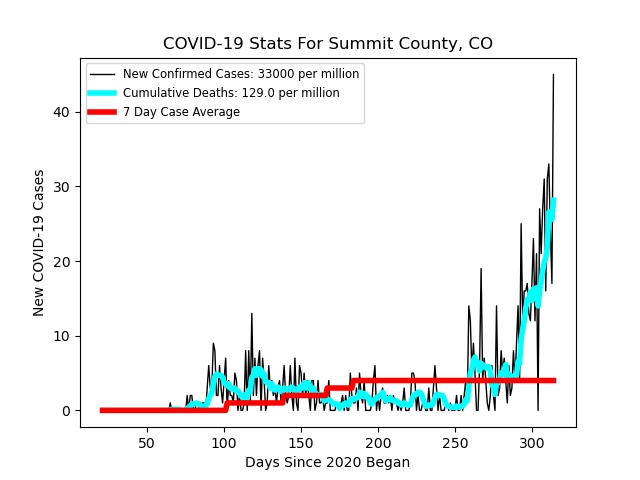 COVID-19 Stats For Summit County, CO
New Confirmed Cases: 33000 per million
Cumulative Deaths: 129.0 per million
7 Day Case Average
40
30
20
10
0
New COVID-19 Cases
50 100 150 200 250 300
Days Since 2020 Began